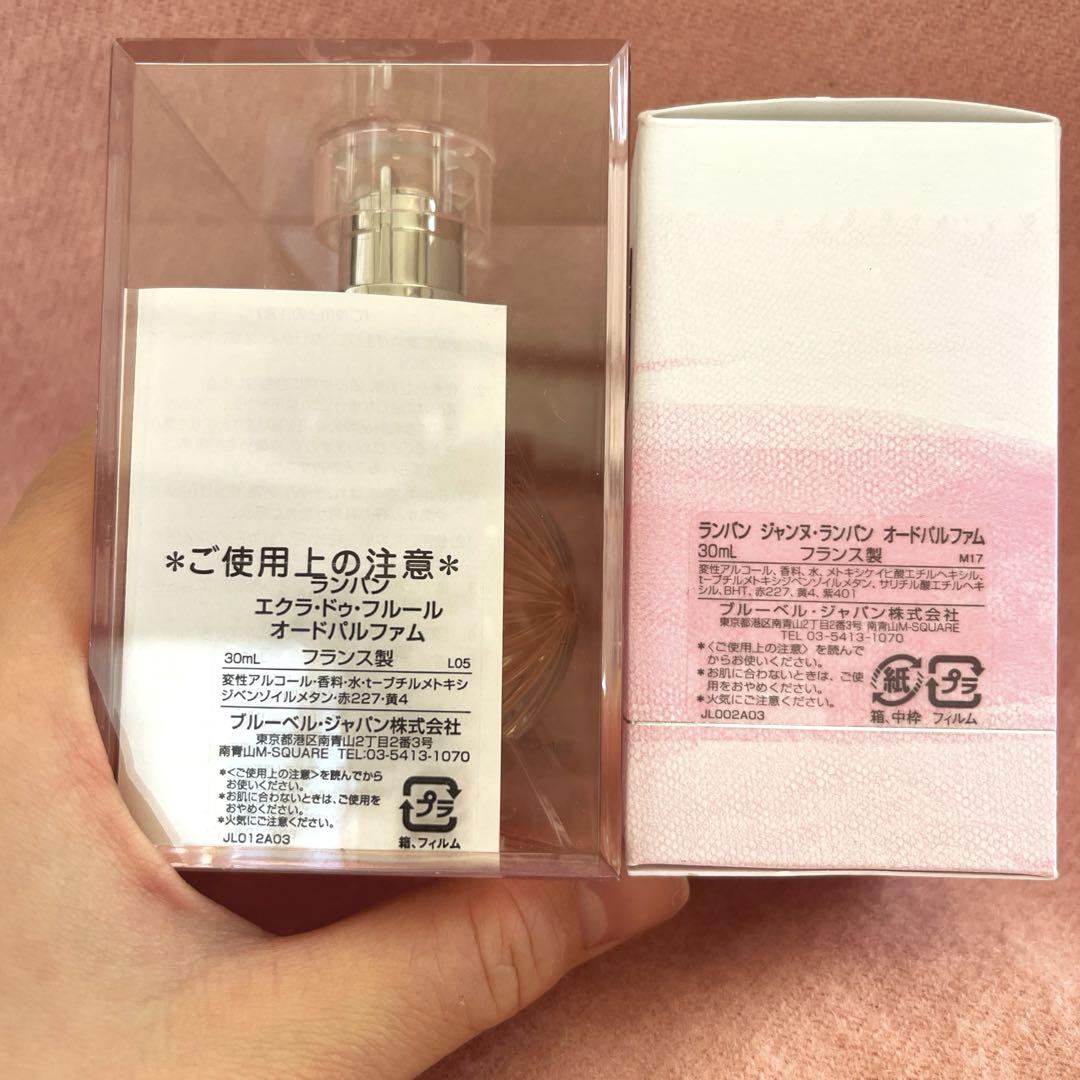 *ご使用上の注意*
ランバン
エクラ・ドゥ・フルール
オードパルファム
30mL フランス製 L05
変性アルコール・香料・水・t-ブチルメトキシ
ジベンゾイルメタン・赤227・黄4
ブルーベル・ジャパン株式会社
東京都港区南青山2丁目2番3号
南青山M-SQUARE TEL:03-5413-1070
*<ご使用上の注意>を読んでから
お使いください。
*お肌に合わないときは、ご使用を
おやめください。
*火気にご注意ください。
JL012A03
プラ
箱、フィルム
ランバン ジャンヌ・ランバン オードパルファム
30mL フランス製 M17
変性アルコール、香料、水、メトキシケイヒ酸エチルヘキシル、
t-ブチルメトキシジベンゾイルメタン、サリチル酸エチルヘキ
シル、BHT、赤227、黄4、紫401
ブルーベル・ジャパン株式会社
東京都港区南青山2丁目2番3号 南青山M-SQUARE
TEL 03-5413-1070
*〈ご使用上の注意〉を読んで
からお使いください。
*お肌に合わないときは、ご使
用をおやめください。
*火気にご注意ください。
JL002A03
紙 プラ
箱、中枠 フィルム